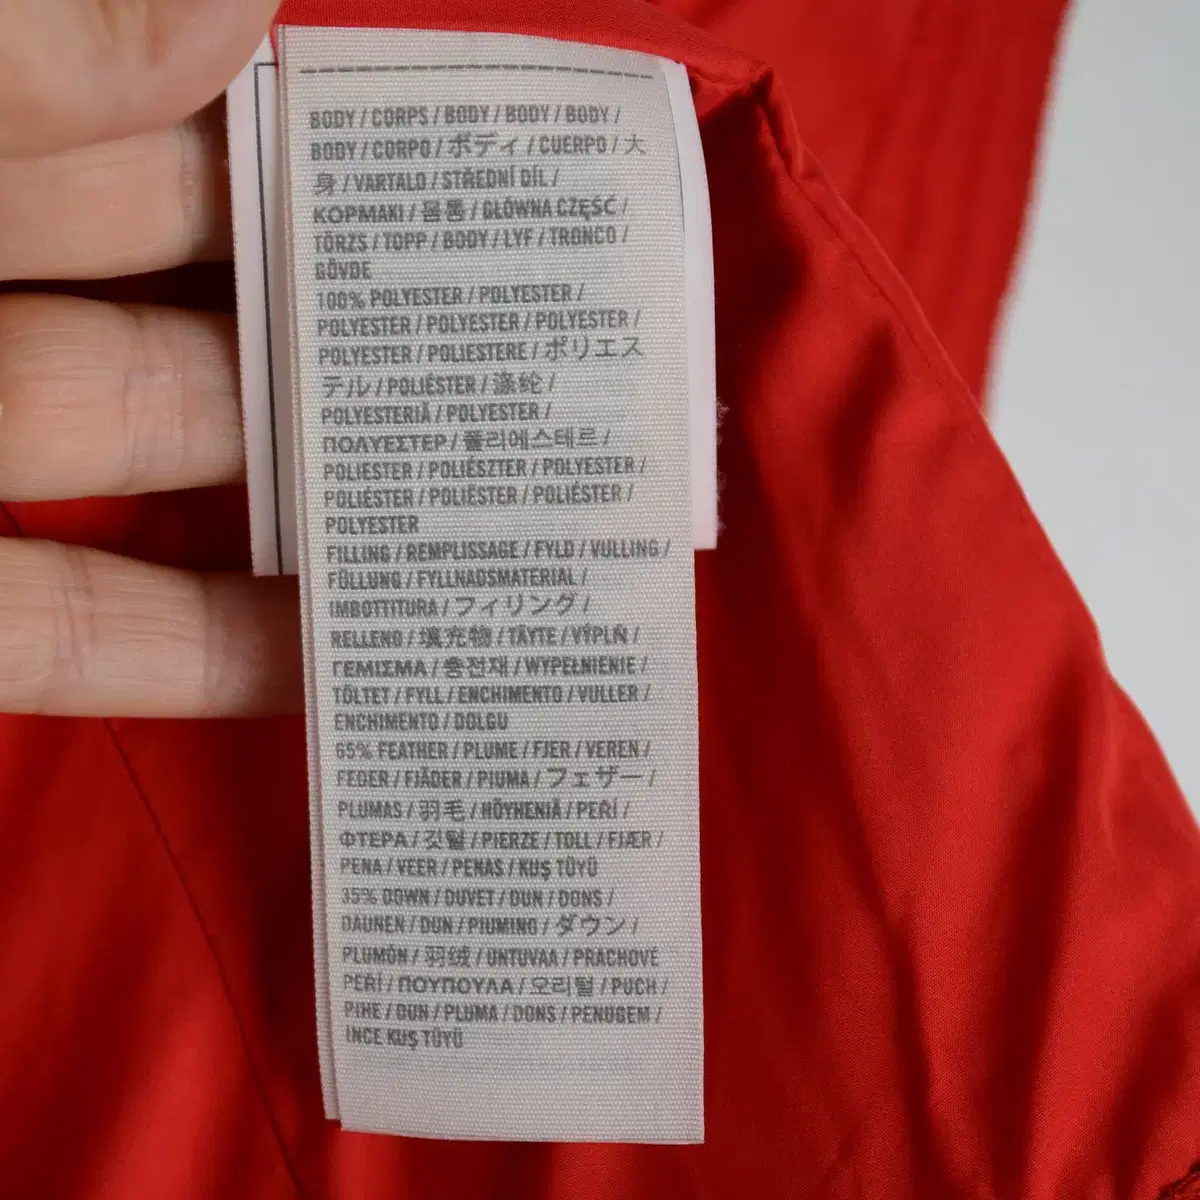 BODY / CORPS / BODY / BODY / BODY /
BODY / CORPO / ボディ / CUERPO / 大
身 / VARTALO / STŘEDNÍ DÍL /
ΚΟΡΜΑΚΙ / 몸통 / GŁÓWNA CZĘŚĆ /
TÖRZS / TOPP / BODY / LYF / TRONCO /
GÖVDE
100% POLYESTER / POLYESTER /
POLYESTER / POLYESTER / POLYESTER /
POLYESTER / POLIESTERE / ポリエス
テル / POLIÉSTER / 涤纶 /
POLYESTERIÄ / POLYESTER /
ΠΟΛΥΕΣΤΕΡ / 폴리에스테르 /
POLIESTER / POLIÉSZTER / POLYESTER /
POLIÉSTER / POLIÉSTER / POLIÉSTER /
POLYESTER
FILLING / REMPLISSAGE / FYLD / VULLING /
FÜLLUNG / FYLLNADSMATERIAL /
IMBOTTITURA / フィリング /
RELLENO / 填充物 / TÄYTE / VÝPLŇ /
ΓΕΜΙΣΜΑ / 충전재 / WYPEŁNIENIE /
TÖLTET / FYLL / ENCHIMENTO / VULLER /
ENCHIMENTO / DOLGU
65% FEATHER / PLUME / FJER / VEREN /
FEDER / FJÄDER / PIUMA / フェザー /
PLUMAS / 羽毛 / HÖYHENIÄ / PEŘÍ /
ΦΤΕΡΑ / 깃털 / PIERZE / TOLL / FJÆR /
PENA / VEER / PENAS / KUŞ TÜYÜ
35% DOWN / DUVET / DUN / DONS /
DAUNEN / DUN / PIUMINO / ダウン /
PLUMÓN / 羽绒 / UNTUVAA / PRACHOVÉ
PEŘÍ / ΠΟΥΠΟΥΛΑ / 오리털 / PUCH /
PIHE / DUN / PLUMA / DONS / PENUGEM /
İNCE KUŞ TÜYÜ